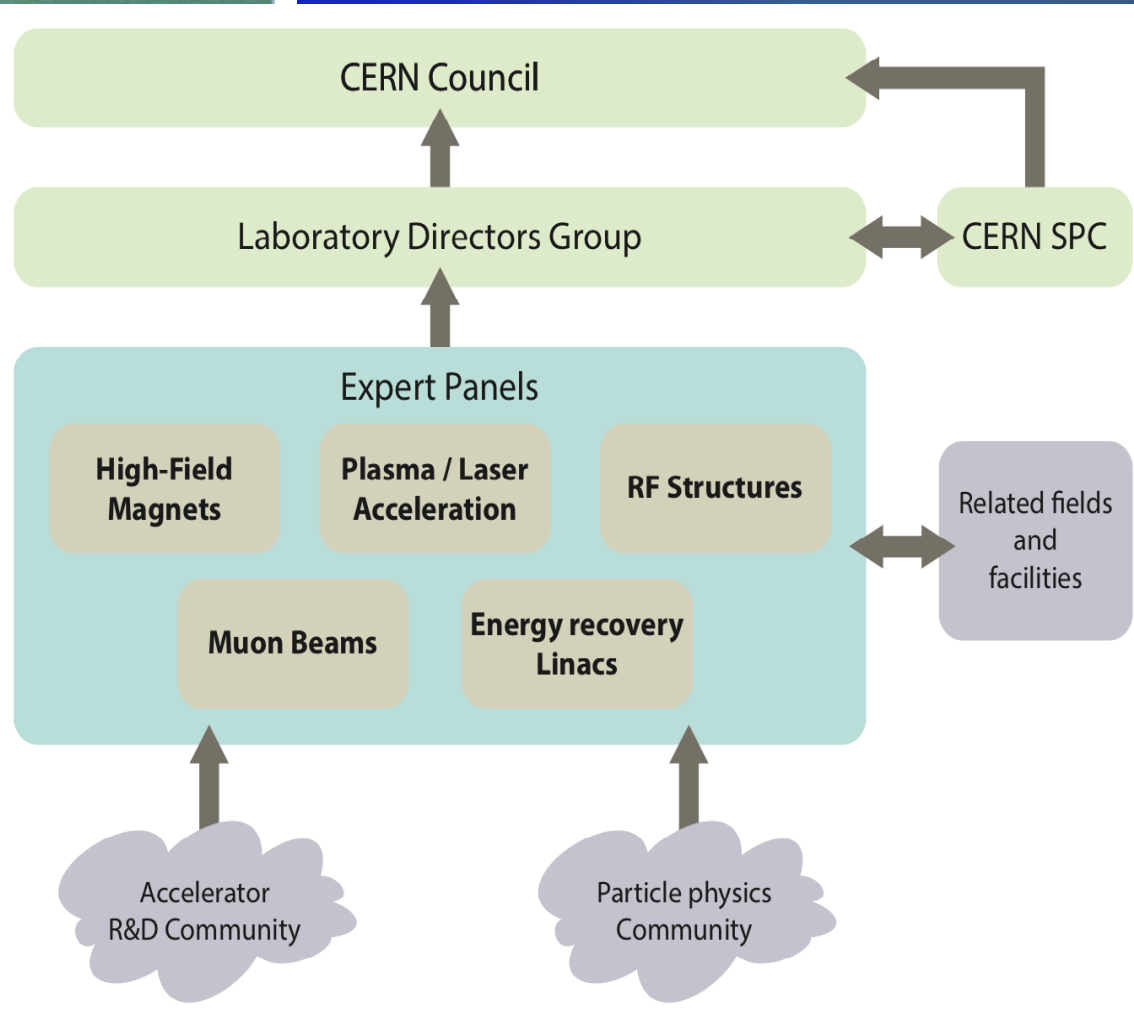 CERN Council
Laboratory Directors Group
CERN SPC
Expert Panels
High-Field
Magnets
Plasma / Laser
Acceleration
RF Structures
Muon Beams
Energy recovery
Linacs
Related fields
and
facilities
Accelerator
R&D Community
Particle physics
Community